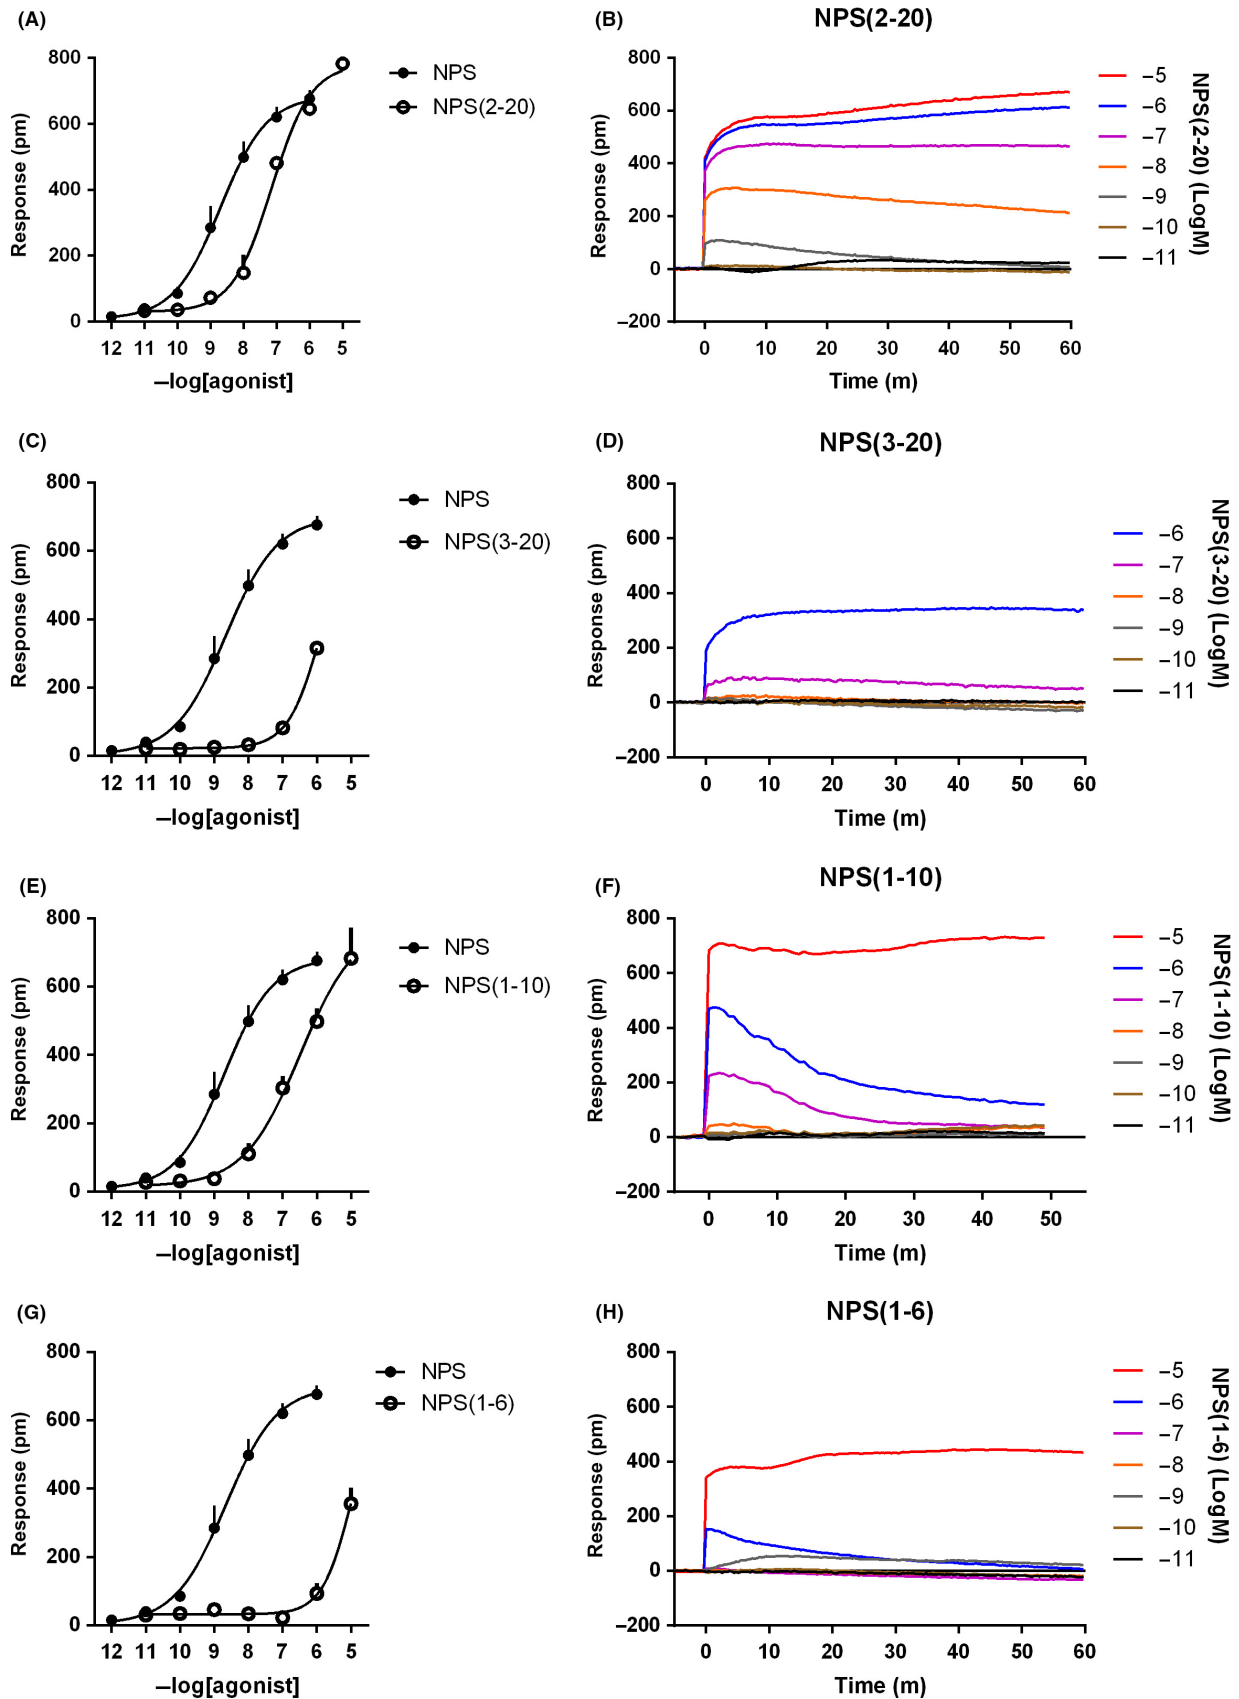 (A)
NPS
NPS(2-20)
Response (pm)
800
600
400
200
0
12 11 10 9 8 7 6 5
–log[agonist]
(B)
NPS(2-20)
Response (pm)
800
600
400
200
0
–200
0 10 20 30 40 50 60
Time (m)
–5
–6
–7
–8
–9
–10
–11
NPS(2-20) (LogM)
(C)
NPS
NPS(3-20)
Response (pm)
800
600
400
200
0
12 11 10 9 8 7 6 5
–log[agonist]
(D)
NPS(3-20)
Response (pm)
800
600
400
200
0
–200
0 10 20 30 40 50 60
Time (m)
–6
–7
–8
–9
–10
–11
NPS(3-20) (LogM)
(E)
NPS
NPS(1-10)
Response (pm)
800
600
400
200
0
12 11 10 9 8 7 6 5
–log[agonist]
(F)
NPS(1-10)
Response (pm)
800
600
400
200
0
–200
0 10 20 30 40 50
Time (m)
–5
–6
–7
–8
–9
–10
–11
NPS(1-10) (LogM)
(G)
NPS
NPS(1-6)
Response (pm)
800
600
400
200
0
12 11 10 9 8 7 6 5
–log[agonist]
(H)
NPS(1-6)
Response (pm)
800
600
400
200
0
–200
0 10 20 30 40 50 60
Time (m)
–5
–6
–7
–8
–9
–10
–11
NPS(1-6) (LogM)